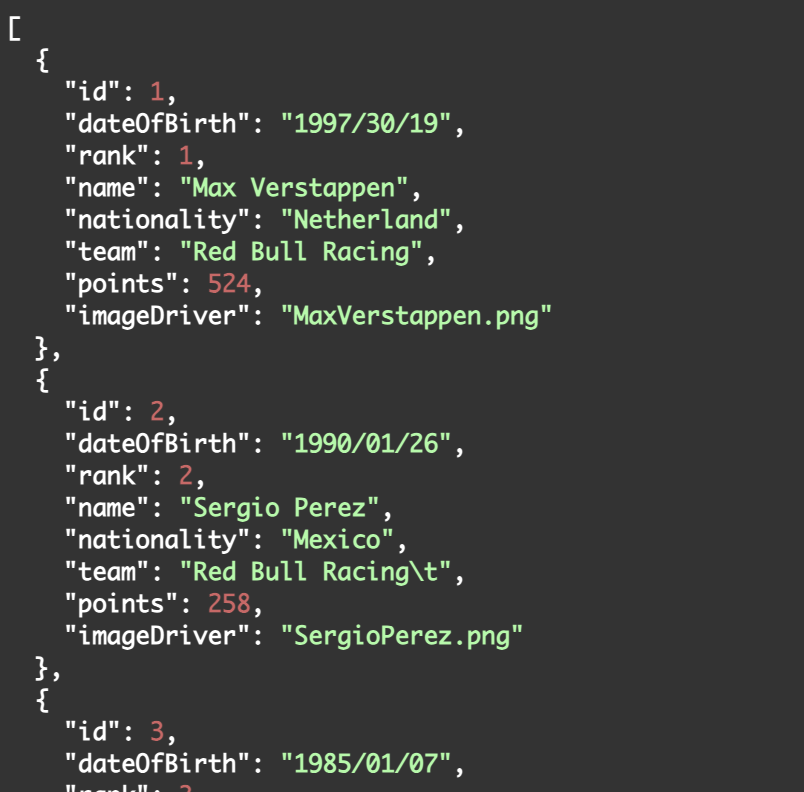 [
  {
    "id": 1,
    "dateOfBirth": "1997/30/19",
    "rank": 1,
    "name": "Max Verstappen",
    "nationality": "Netherland",
    "team": "Red Bull Racing",
    "points": 524,
    "imageDriver": "MaxVerstappen.png"
  },
  {
    "id": 2,
    "dateOfBirth": "1990/01/26",
    "rank": 2,
    "name": "Sergio Perez",
    "nationality": "Mexico",
    "team": "Red Bull Racing\t",
    "points": 258,
    "imageDriver": "SergioPerez.png"
  },
  {
    "id": 3,
    "dateOfBirth": "1985/01/07",